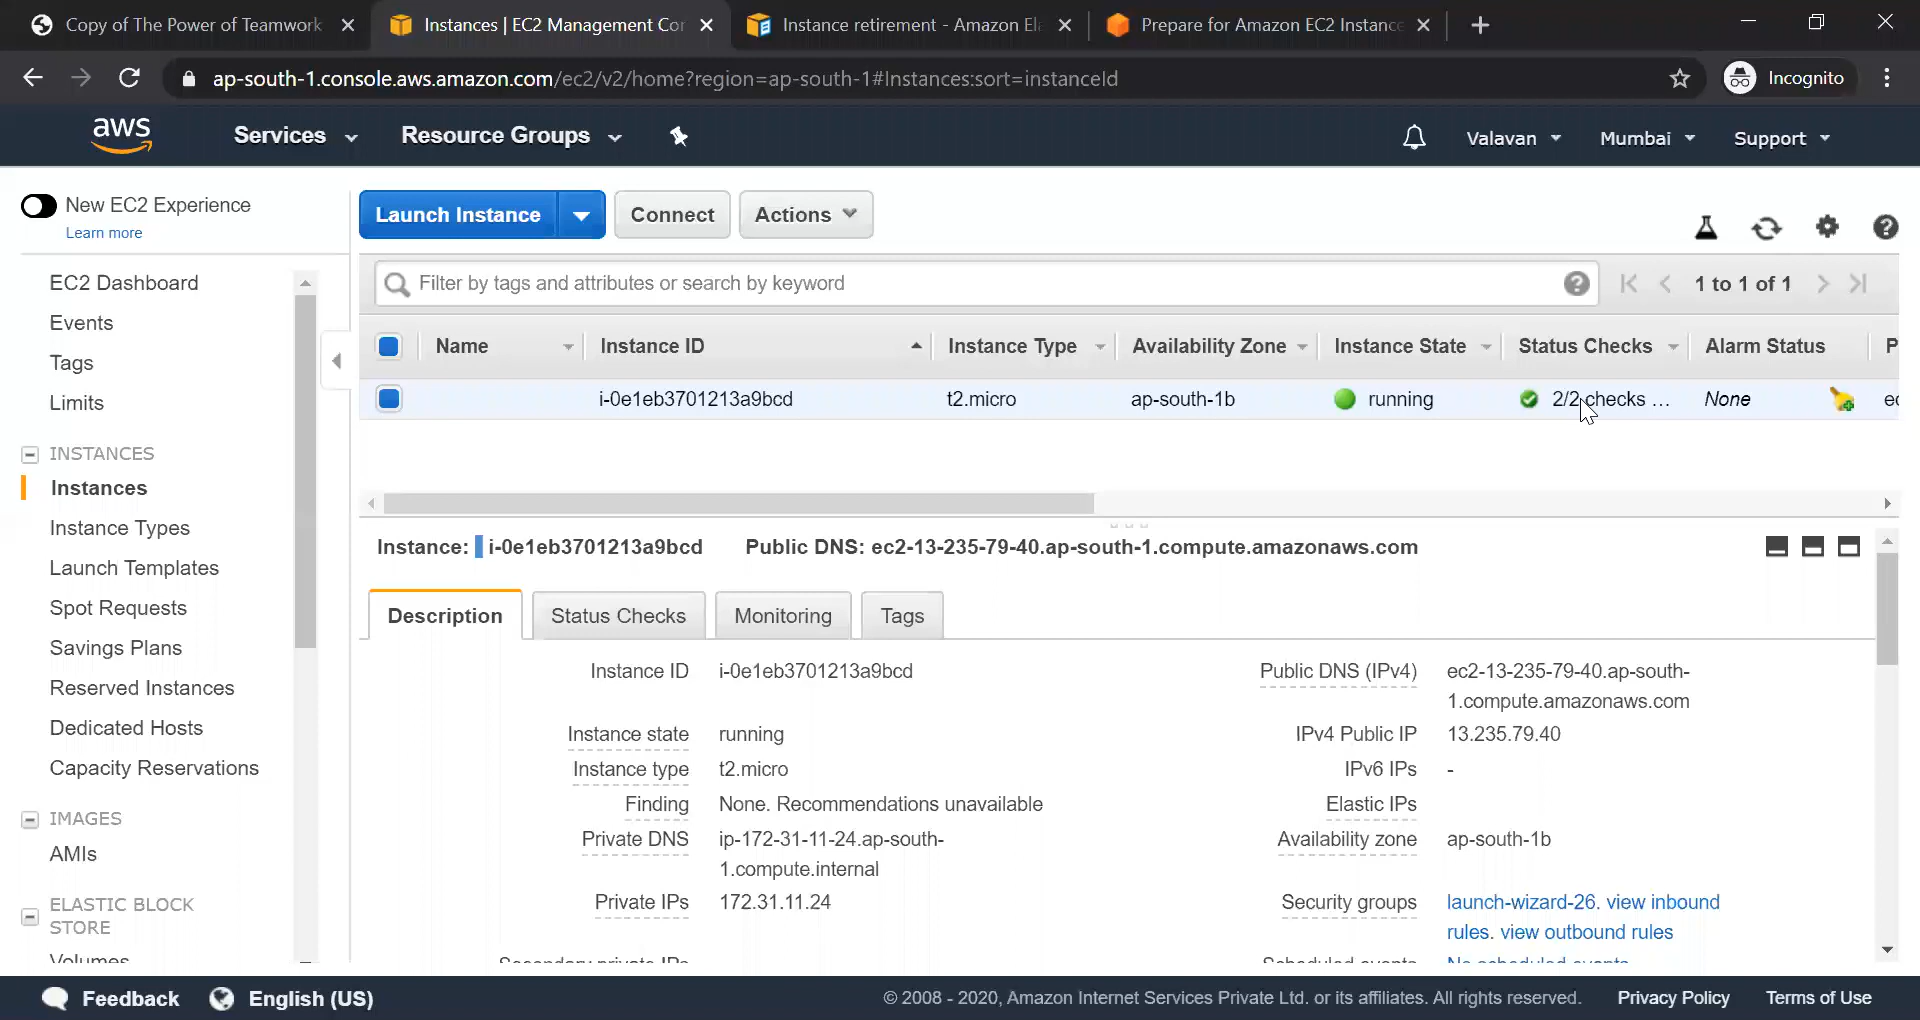 Copy of The Power of Teamwork
Instances | EC2 Management Cor
Instance retirement - Amazon El
Prepare for Amazon EC2 Instance
ap-south-1.console.aws.amazon.com/ec2/v2/home?region=ap-south-1#Instances:sort=instanceId
Incognito
aws
Services
Resource Groups
Valavan
Mumbai
Support
New EC2 Experience
Learn more
Launch Instance
Connect
Actions
EC2 Dashboard
Events
Tags
Limits
INSTANCES
Instances
Instance Types
Launch Templates
Spot Requests
Savings Plans
Reserved Instances
Dedicated Hosts
Capacity Reservations
IMAGES
AMIs
ELASTIC BLOCK
STORE
Volumes
Filter by tags and attributes or search by keyword
1 to 1 of 1
Name Instance ID Instance Type Availability Zone Instance State Status Checks Alarm Status P
i-0e1eb3701213a9bcd t2.micro ap-south-1b running 2/2 checks ... None ec
Instance: i-0e1eb3701213a9bcd Public DNS: ec2-13-235-79-40.ap-south-1.compute.amazonaws.com
Description Status Checks Monitoring Tags
Instance ID i-0e1eb3701213a9bcd
Instance state running
Instance type t2.micro
Finding None. Recommendations unavailable
Private DNS ip-172-31-11-24.ap-south-
1.compute.internal
Private IPs 172.31.11.24
Secondary private IPs
Public DNS (IPv4) ec2-13-235-79-40.ap-south-
1.compute.amazonaws.com
IPv4 Public IP 13.235.79.40
IPv6 IPs -
Elastic IPs
Availability zone ap-south-1b
Security groups launch-wizard-26. view inbound
rules. view outbound rules
Scheduled events No scheduled events
Feedback
English (US)
© 2008 - 2020, Amazon Internet Services Private Ltd. or its affiliates. All rights reserved.
Privacy Policy
Terms of Use